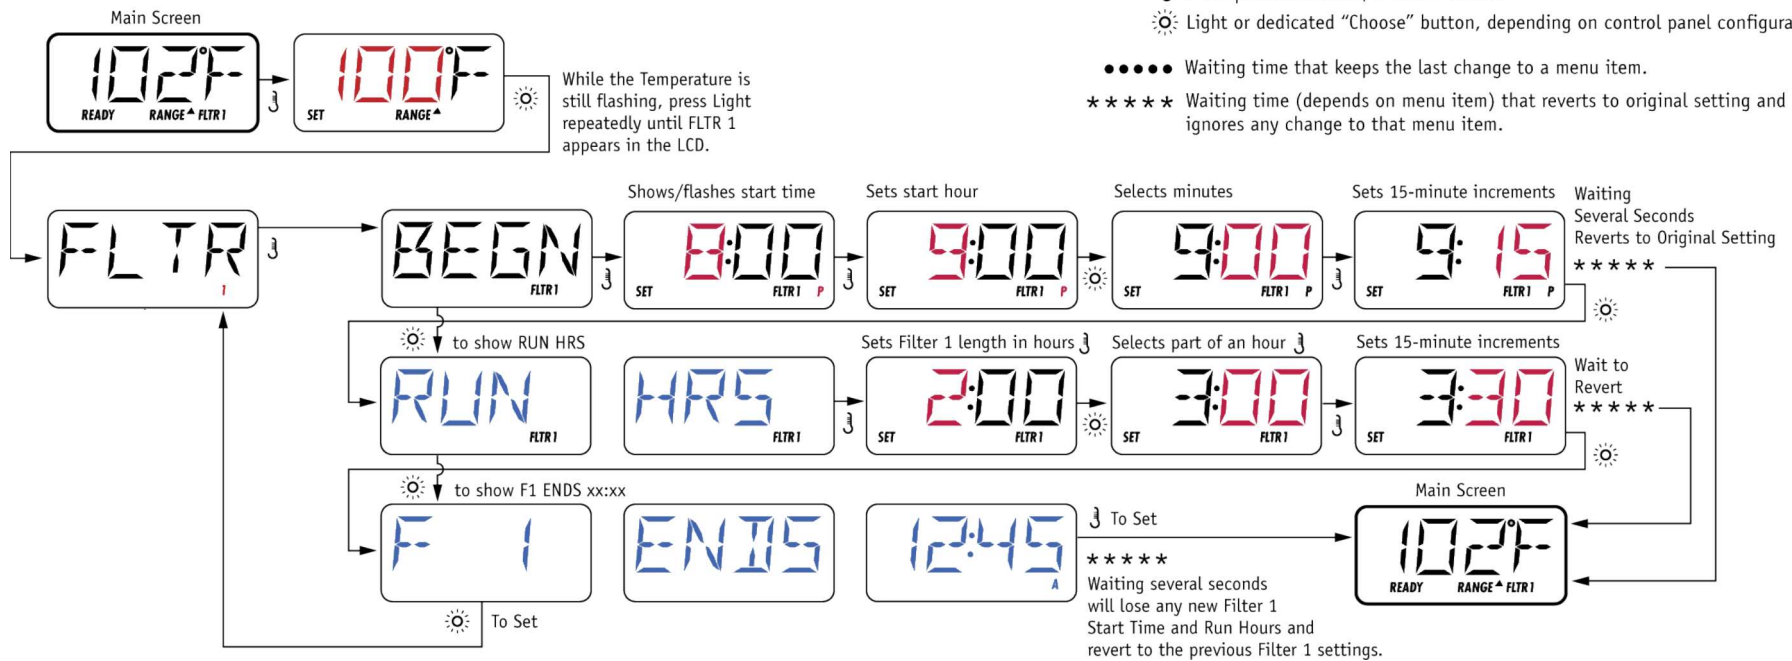 Main Screen
102°F
READY RANGE FLTR1
100°F
SET RANGE
While the Temperature is
still flashing, press Light
repeatedly until FLTR 1
appears in the LCD.
Light or dedicated “Choose” button, depending on control panel configura
••••• Waiting time that keeps the last change to a menu item.
***** Waiting time (depends on menu item) that reverts to original setting and
ignores any change to that menu item.
FLTR
1
BEGN
FLTR1
Shows/flashes start time
8:00
SET FLTR1 P
Sets start hour
9:00
SET FLTR1 P
Selects minutes
9:00
SET FLTR1 P
Sets 15-minute increments
9:15
SET FLTR1 P
Waiting
Several Seconds
Reverts to Original Setting
*****
to show RUN HRS
RUN
FLTR1
HRS
FLTR1
Sets Filter 1 length in hours
2:00
SET FLTR1
Selects part of an hour
3:00
SET FLTR1
Sets 15-minute increments
3:30
SET FLTR1
Wait to
Revert
*****
to show F1 ENDS xx:xx
F 1
ENDS
12:45
A
To Set
*****
Waiting several seconds
will lose any new Filter 1
Start Time and Run Hours and
revert to the previous Filter 1 settings.
Main Screen
102°F
READY RANGE FLTR1
To Set